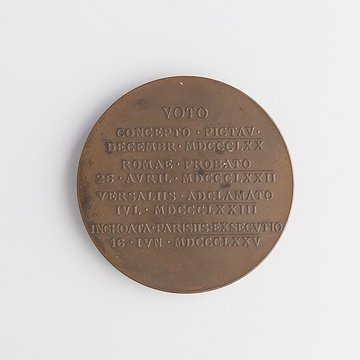 VOTO
CONCEPTO · PICTAV ·
DECEMBR · MDCCCLXX
ROMAE · PROBATO
26 · AVRIL · MDCCCLXXII
VERSALIIS · ADCLAMATO
IVL · MDCCCLXXIII
INCHOATA · PARISIIS · EXSECVTIO
16 · IVN · MDCCCLXXV